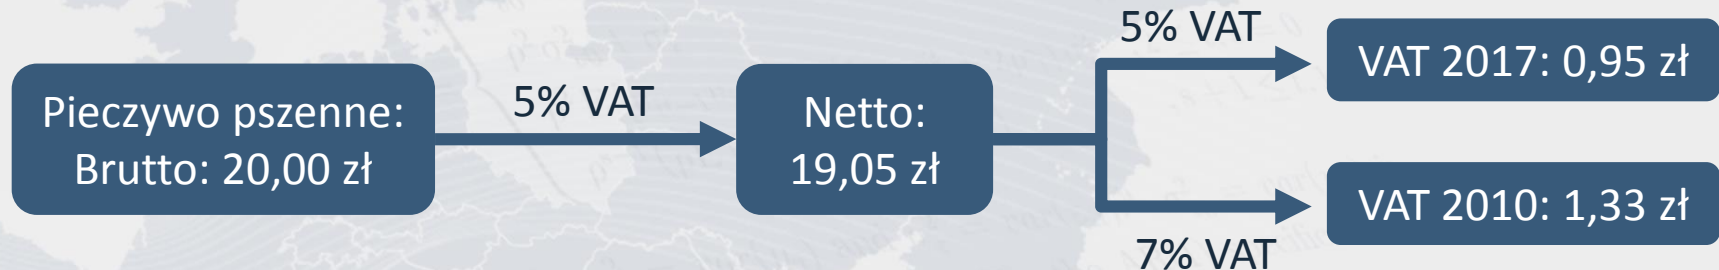 Pieczywo pszenne:
Brutto: 20,00 zł
5% VAT
Netto:
19,05 zł
5% VAT
VAT 2017: 0,95 zł
7% VAT
VAT 2010: 1,33 zł